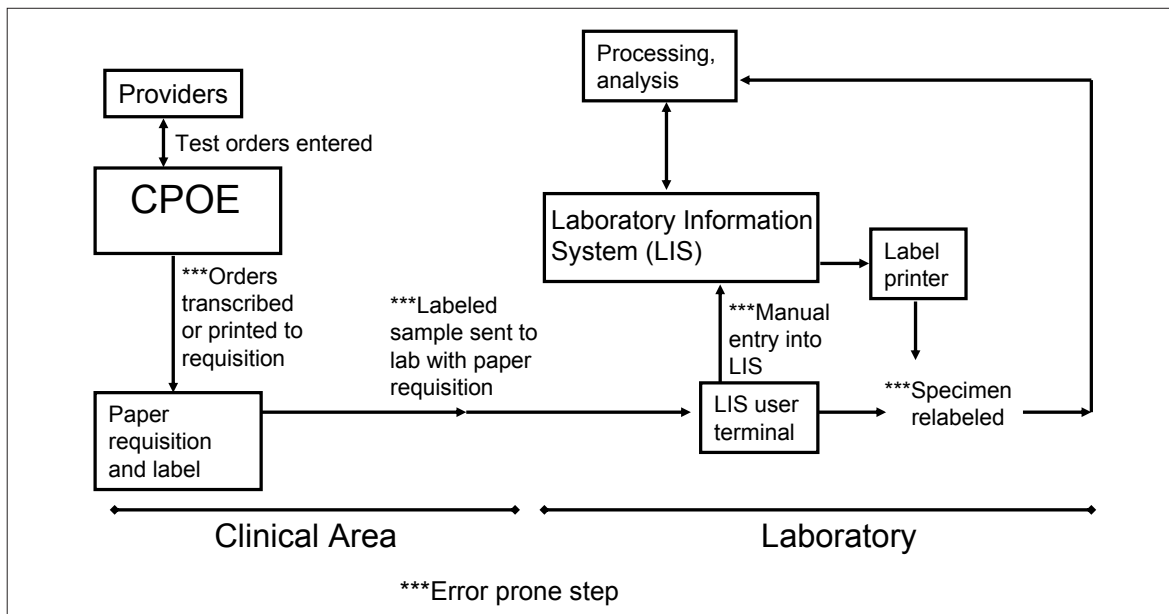 Providers
Test orders entered
CPOE
***Orders
transcribed
or printed to
requisition
Paper
requisition
and label
***Labeled
sample sent to
lab with paper
requisition
Processing,
analysis
Laboratory Information
System (LIS)
Label
printer
***Manual
entry into
LIS
LIS user
terminal
***Specimen
relabeled
Clinical Area
Laboratory
***Error prone step